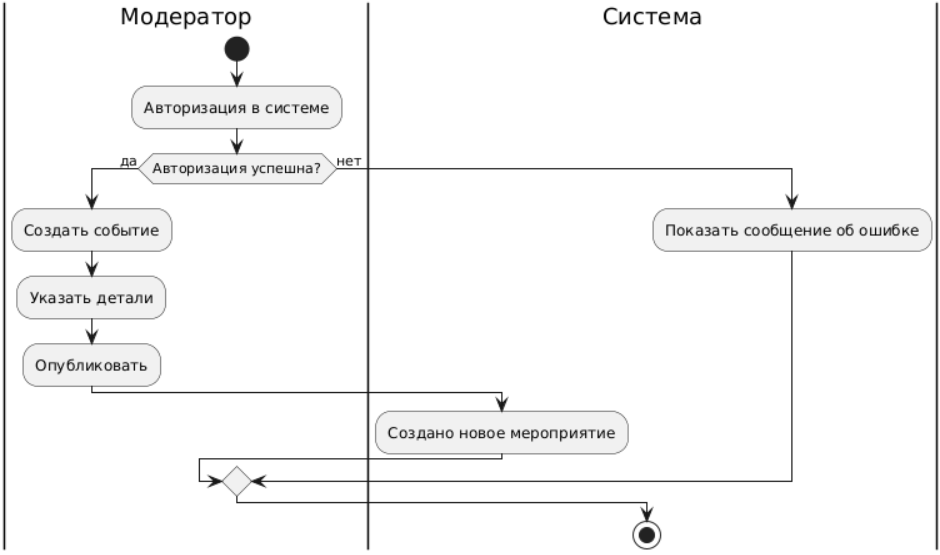 Модератор
Система
Авторизация в системе
да
Авторизация успешна?
нет
Создать событие
Показать сообщение об ошибке
Указать детали
Опубликовать
Создано новое мероприятие